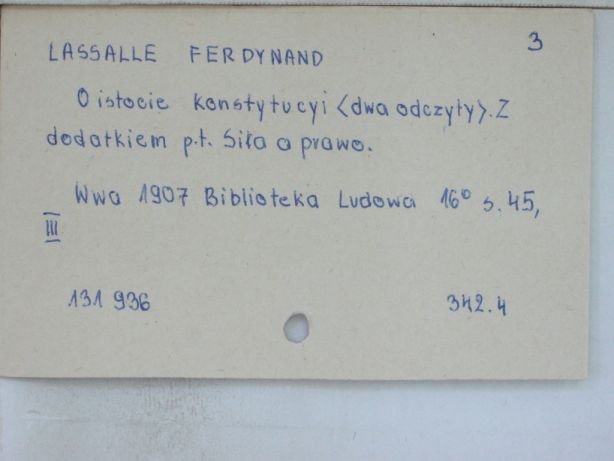 3
LASSALLE FERDYNAND
O istocie konstytucyi <dwa odczyty>. Z
dodatkiem p.t. Siła a prawo.
Wwa 1907 Biblioteka Ludowa 16° s. 45,
III
131 936 342.4